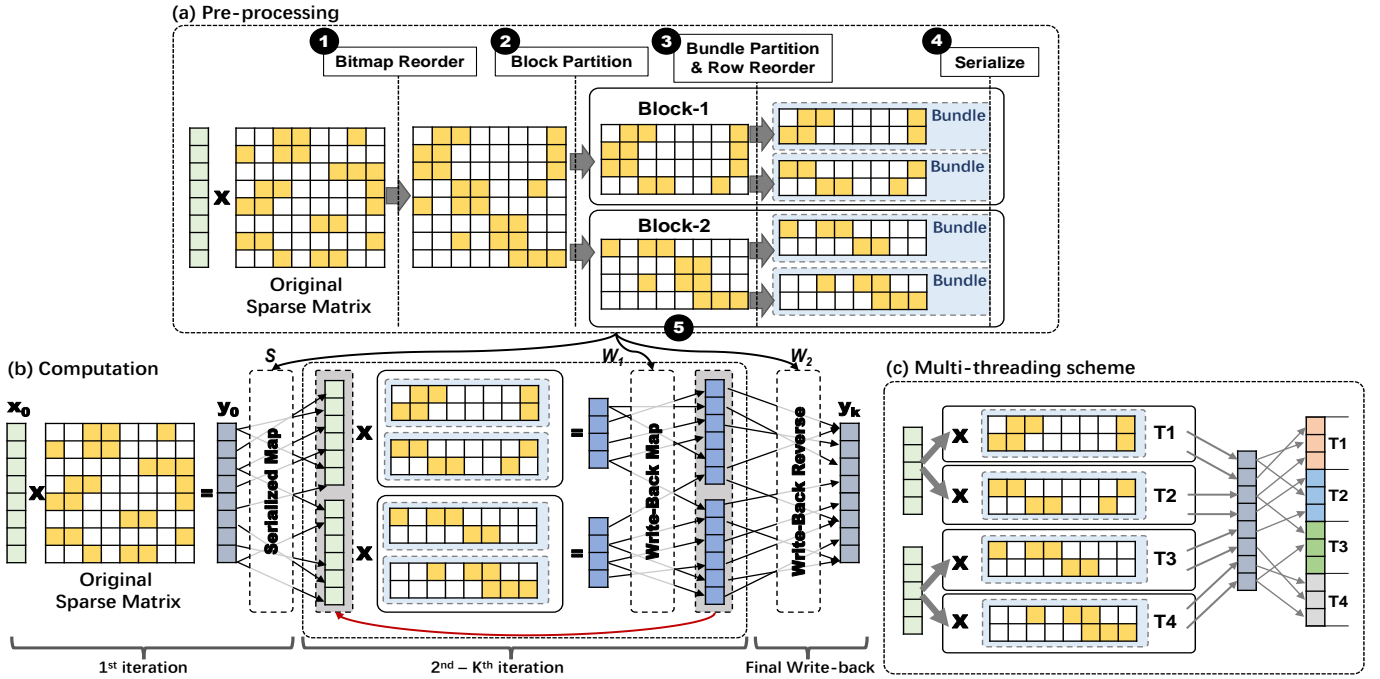 (a) Pre-processing
1
2
3
4
Bitmap Reorder
Block Partition
Bundle Partition
& Row Reorder
Serialize
Block-1
Bundle
Bundle
X
Block-2
Bundle
Bundle
Original
Sparse Matrix
5
S
W1
W2
(b) Computation
x0
y0
yk
X
=
Serialized Map
X
=
X
=
Write-Back Map
Write-Back Reverse
Original
Sparse Matrix
1st iteration
2nd – Kth iteration
Final Write-back
(c) Multi-threading scheme
X
T1
X
T2
X
T3
X
T4
T1
T2
T3
T4